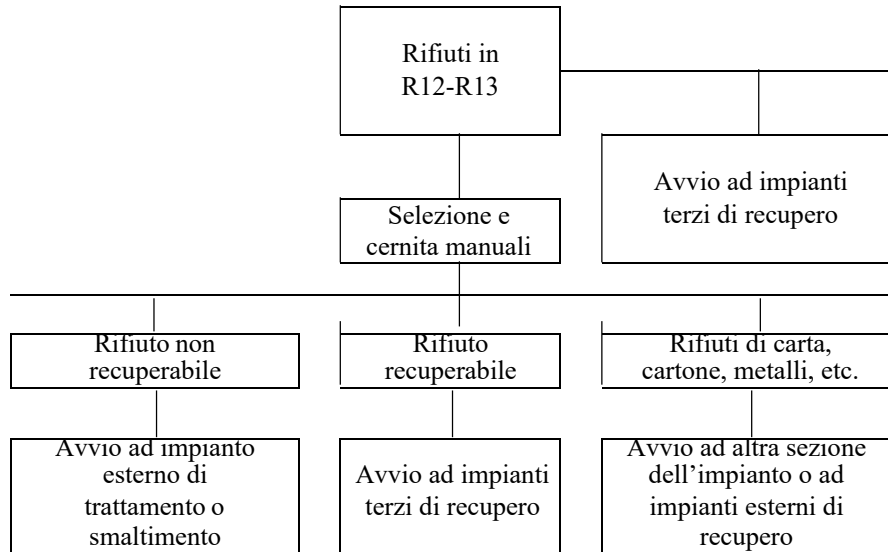 Rifiuti in
R12-R13
Avvio ad impianti
terzi di recupero
Selezione e
cernita manuali
Rifiuto non
recuperabile
Rifiuto
recuperabile
Rifiuti di carta,
cartone, metalli, etc.
Avvio ad impianto
esterno di
trattamento o
smaltimento
Avvio ad impianti
terzi di recupero
Avvio ad altra sezione
dell’impianto o ad
impianti esterni di
recupero